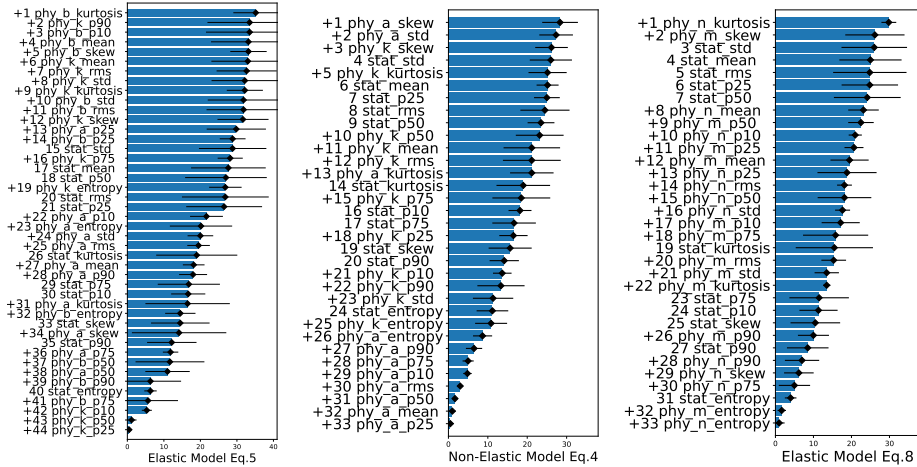 +1 phy_b_kurtosis
+2 phy_k_p90
+3 phy_b_p10
+4 phy_b_mean
+5 phy_b_skew
+6 phy_k_mean
+7 phy_k_rms
+8 phy_k_std
+9 phy_k_kurtosis
+10 phy_b_std
+11 phy_b_rms
+12 phy_k_skew
+13 phy_a_p25
+14 phy_b_p25
15 stat_std
+16 phy_k_p75
17 stat_mean
18 stat_p50
+19 phy_k_entropy
20 stat_rms
21 stat_p25
+22 phy_a_p10
+23 phy_a_entropy
+24 phy_a_std
+25 phy_a_rms
26 stat_kurtosis
+27 phy_a_mean
+28 phy_a_p90
29 stat_p75
30 stat_p10
+31 phy_a_kurtosis
+32 phy_b_entropy
33 stat_skew
+34 phy_a_skew
35 stat_p90
+36 phy_a_p75
+37 phy_b_p50
+38 phy_a_p50
+39 phy_b_p90
40 stat_entropy
+41 phy_b_p75
+42 phy_k_p10
+43 phy_k_p50
+44 phy_k_p25
0 10 20 30 40
Elastic Model Eq.5
+1 phy_a_skew
+2 phy_a_std
+3 phy_k_skew
4 stat_std
+5 phy_k_kurtosis
6 stat_mean
7 stat_p25
8 stat_rms
9 stat_p50
+10 phy_k_p50
+11 phy_k_mean
+12 phy_k_rms
+13 phy_a_kurtosis
14 stat_kurtosis
+15 phy_k_p75
16 stat_p10
17 stat_p75
+18 phy_k_p25
19 stat_skew
20 stat_p90
+21 phy_k_p10
+22 phy_k_p90
+23 phy_k_std
24 stat_entropy
+25 phy_k_entropy
+26 phy_a_entropy
+27 phy_a_p90
+28 phy_a_p75
+29 phy_a_p10
+30 phy_a_rms
+31 phy_a_p50
+32 phy_a_mean
+33 phy_a_p25
0 10 20 30
Non-Elastic Model Eq.4
+1 phy_n_kurtosis
+2 phy_m_skew
3 stat_std
4 stat_mean
5 stat_rms
6 stat_p25
7 stat_p50
+8 phy_n_mean
+9 phy_m_p50
+10 phy_n_p10
+11 phy_m_p25
+12 phy_m_mean
+13 phy_n_p25
+14 phy_n_rms
+15 phy_n_p50
+16 phy_n_std
+17 phy_m_p10
+18 phy_m_p75
19 stat_kurtosis
+20 phy_m_rms
+21 phy_m_std
+22 phy_m_kurtosis
23 stat_p75
24 stat_p10
25 stat_skew
+26 phy_m_p90
27 stat_p90
+28 phy_n_p90
+29 phy_n_skew
+30 phy_n_p75
31 stat_entropy
+32 phy_m_entropy
+33 phy_n_entropy
0 10 20 30
Elastic Model Eq.8